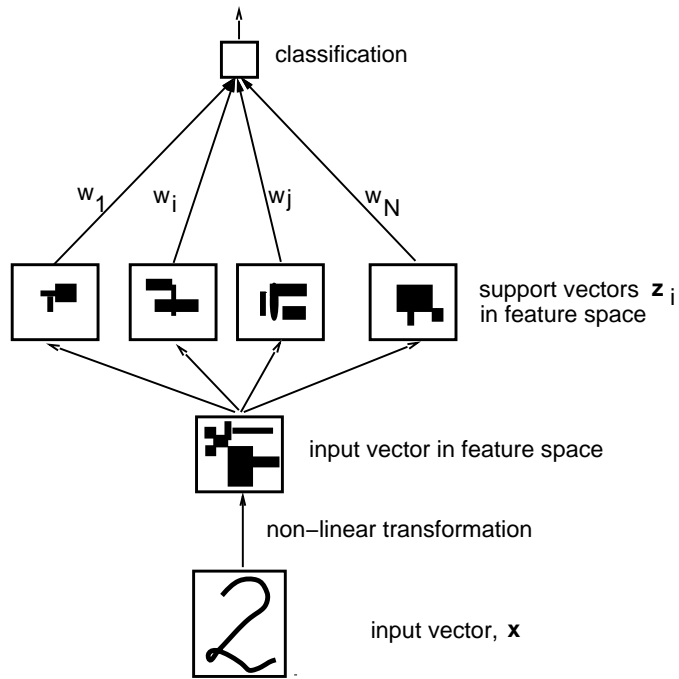 classification
w1 wi wj wN
support vectors zi
in feature space
input vector in feature space
non−linear transformation
2
input vector, x